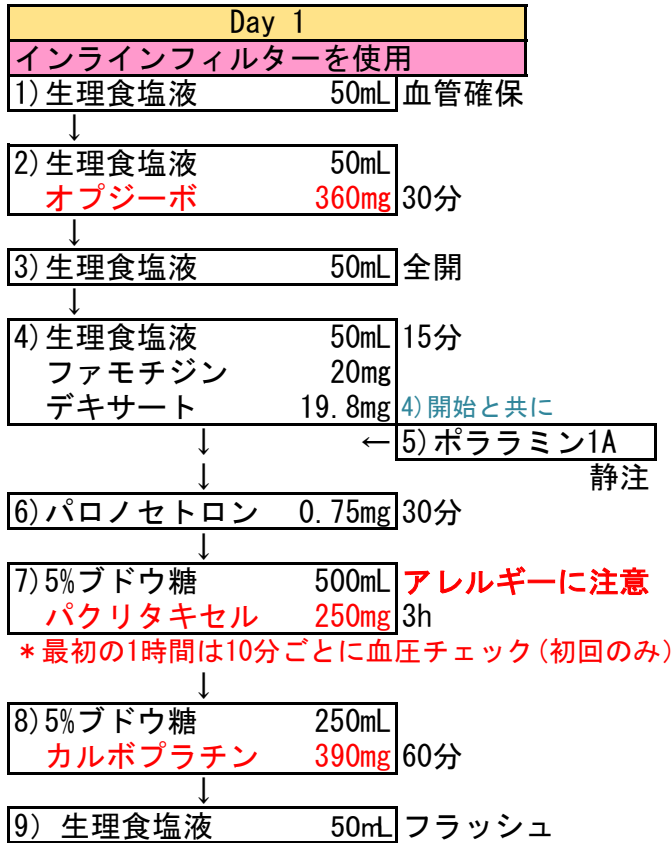 Day 1
インラインフィルターを使用
1)生理食塩液 50mL 血管確保
↓
2)生理食塩液 50mL
オプジーボ 360mg 30分
↓
3)生理食塩液 50mL 全開
↓
4)生理食塩液 50mL 15分
ファモチジン 20mg
デキサート 19.8mg 4)開始と共に
↓ ← 5)ポララミン1A
↓ 静注
6)パロノセトロン 0.75mg 30分
↓
7)5%ブドウ糖 500mL アレルギーに注意
パクリタキセル 250mg 3h
*最初の1時間は10分ごとに血圧チェック(初回のみ)
↓
8)5%ブドウ糖 250mL
カルボプラチン 390mg 60分
↓
9) 生理食塩液 50mL フラッシュ